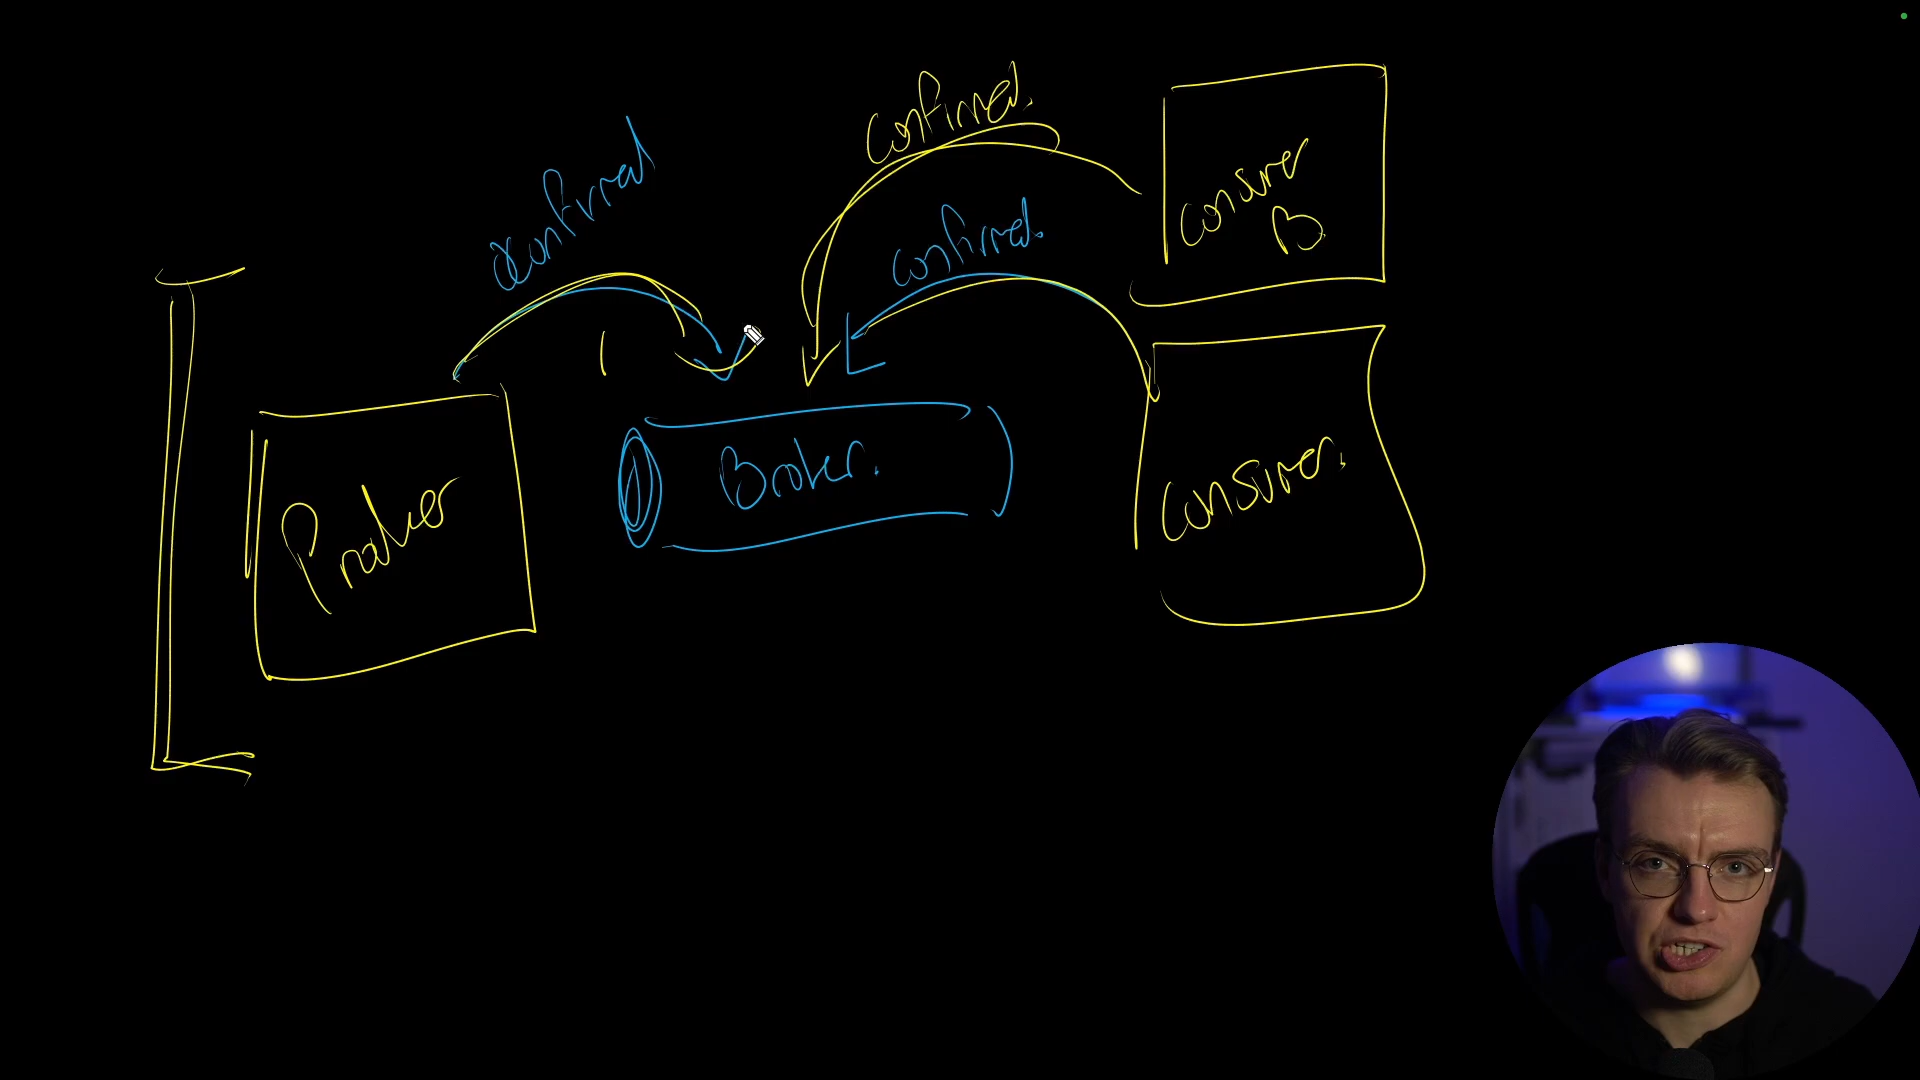 confirmed.
confirmed
consumer
B
confirmed.
Broker.
Consumer.
Producer